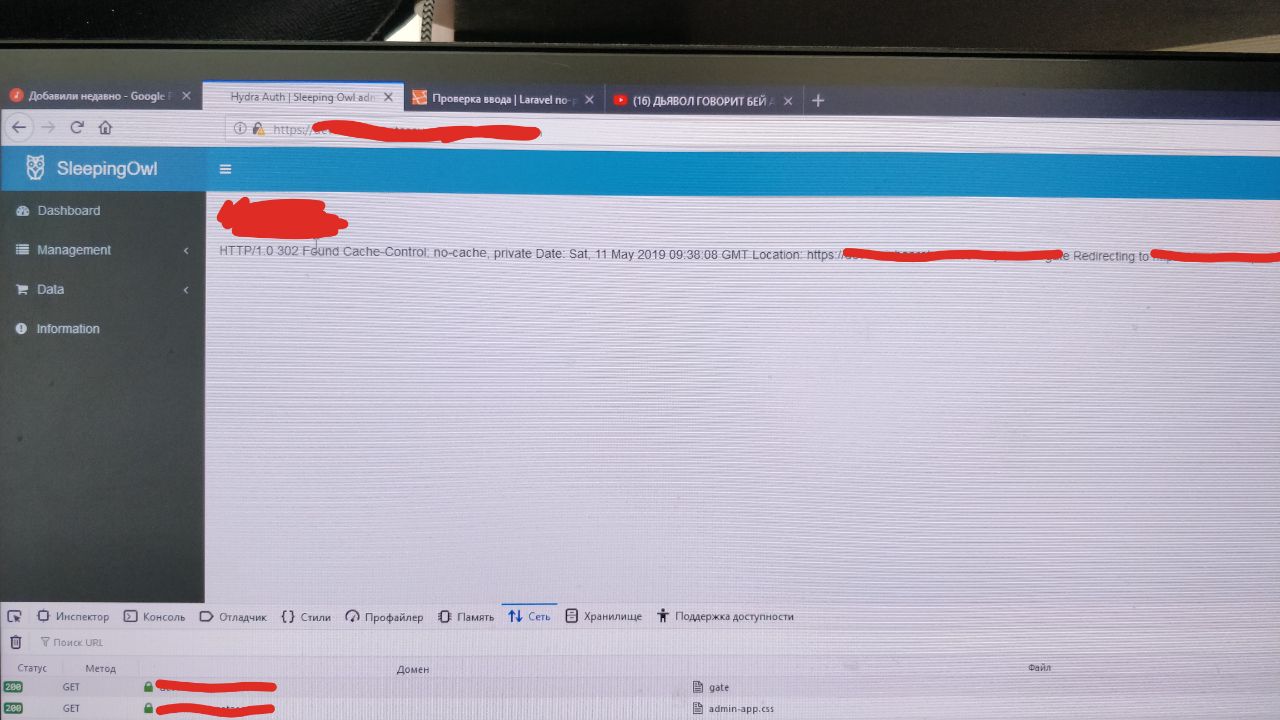 Добавили недавно - Google
Hydra Auth | Sleeping Owl adm
Проверка ввода | Laravel по-р
(16) ДЬЯВОЛ ГОВОРИТ БЕЙ
https://
SleepingOwl
Dashboard
HTTP/1.0 302 Found Cache-Control: no-cache, private Date: Sat, 11 May 2019 09:38:08 GMT Location: https:// Redirecting to
Management
Data
Information
Инспектор Консоль Отладчик Стили Профайлер Память Сеть Хранилище Поддержка доступности
Поиск URL
Статус Метод Домен Файл
200 GET gate
200 GET admin-app.css